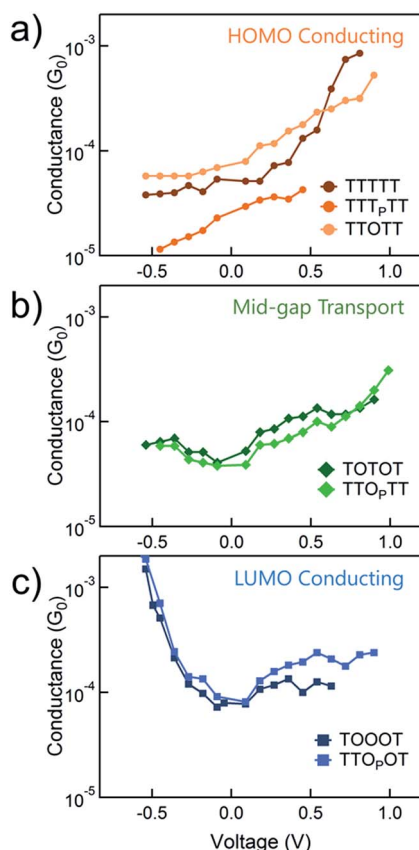 a)
HOMO Conducting
10⁻³
10⁻⁴
10⁻⁵
Conductance (G₀)
TTTTT
TTTₚTT
TTOTT
-0.5 0.0 0.5 1.0
b)
Mid-gap Transport
10⁻³
10⁻⁴
10⁻⁵
Conductance (G₀)
TOTOT
TTOₚTT
-0.5 0.0 0.5 1.0
c)
LUMO Conducting
10⁻³
10⁻⁴
10⁻⁵
Conductance (G₀)
TOOOT
TTOₚOT
-0.5 0.0 0.5 1.0
Voltage (V)